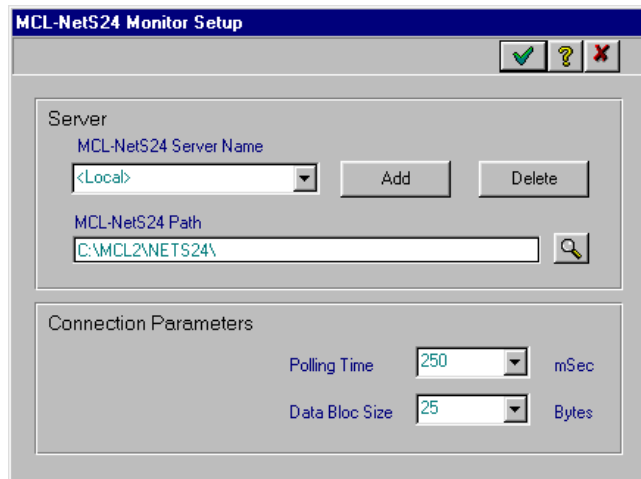 MCL-NetS24 Monitor Setup
Server
MCL-NetS24 Server Name
<Local> Add Delete
MCL-NetS24 Path
C:\MCL2\NETS24\
Connection Parameters
Polling Time 250 mSec
Data Bloc Size 25 Bytes